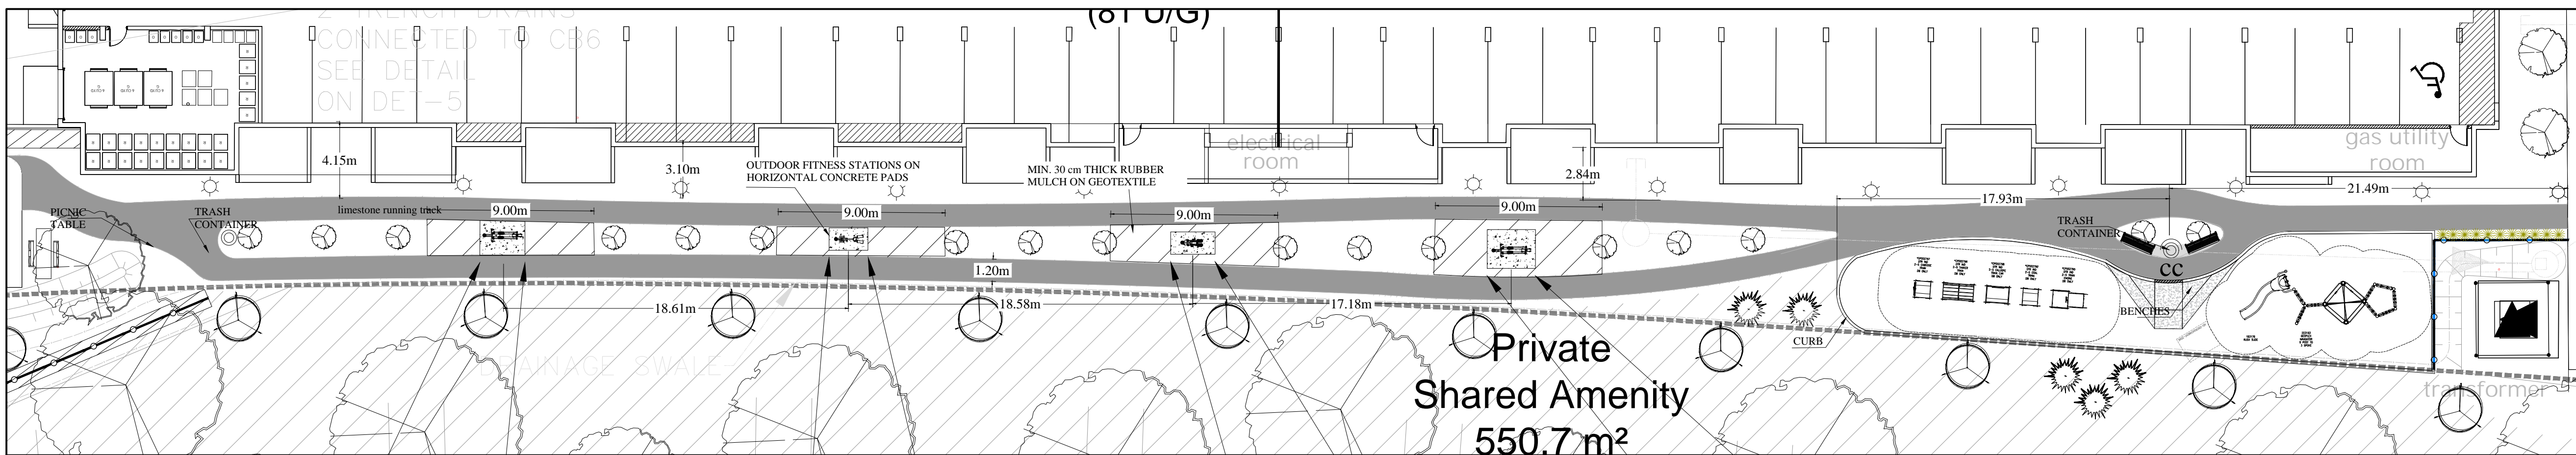 (81 U/G)
2 TRENCH DRAINS
CONNECTED TO CB6
SEE DETAIL
ON DET-5
electrical
room
gas utility
room
4.15m
3.10m
OUTDOOR FITNESS STATIONS ON
HORIZONTAL CONCRETE PADS
MIN. 30 cm THICK RUBBER
MULCH ON GEOTEXTILE
2.84m
21.49m
17.93m
PICNIC
TABLE
TRASH
CONTAINER
limestone running track
9.00m
9.00m
9.00m
9.00m
TRASH
CONTAINER
1.20m
CC
18.61m
18.58m
17.18m
BENCHES
CURB
DRAINAGE SWALE
Private
Shared Amenity
550.7 m²
transformer